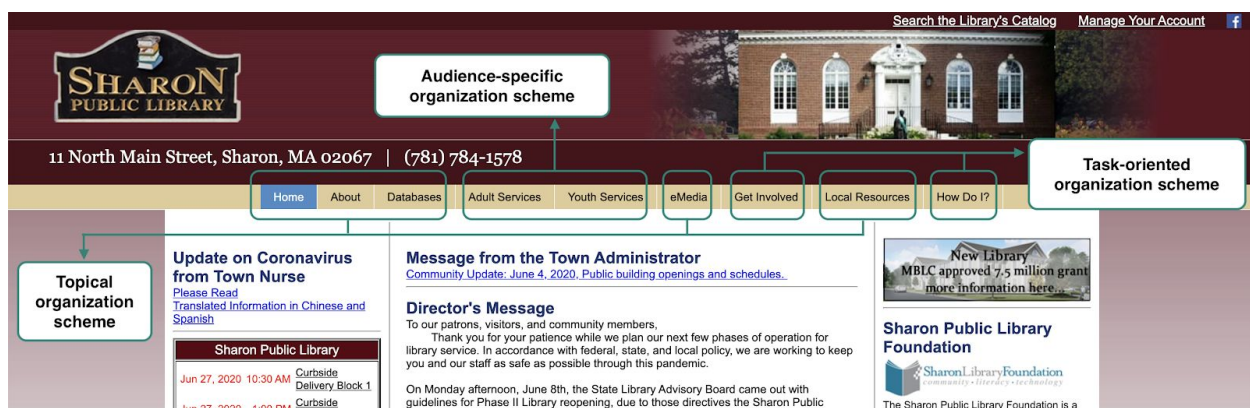 Search the Library's Catalog Manage Your Account f
SHARON
PUBLIC LIBRARY
Audience-specific
organization scheme
11 North Main Street, Sharon, MA 02067 | (781) 784-1578
Task-oriented
organization scheme
Home About Databases Adult Services Youth Services eMedia Get Involved Local Resources How Do I?
Topical
organization
scheme
Update on Coronavirus
from Town Nurse
Please Read
Translated Information in Chinese and
Spanish
Sharon Public Library
Jun 27, 2020 10:30 AM Curbside
Delivery Block 1
Jun 27, 2020 1:00 PM Curbside
Message from the Town Administrator
Community Update: June 4, 2020, Public building openings and schedules.
Director's Message
To our patrons, visitors, and community members,
Thank you for your patience while we plan our next few phases of operation for
library service. In accordance with federal, state, and local policy, we are working to keep
you and our staff as safe as possible through this pandemic.
On Monday afternoon, June 8th, the State Library Advisory Board came out with
guidelines for Phase II Library reopening, due to those directives the Sharon Public
New Library
MBLC approved 7.5 million grant
more information here...
Sharon Public Library
Foundation
SharonLibraryFoundation
community • literacy • technology
The Sharon Public Library Foundation is a